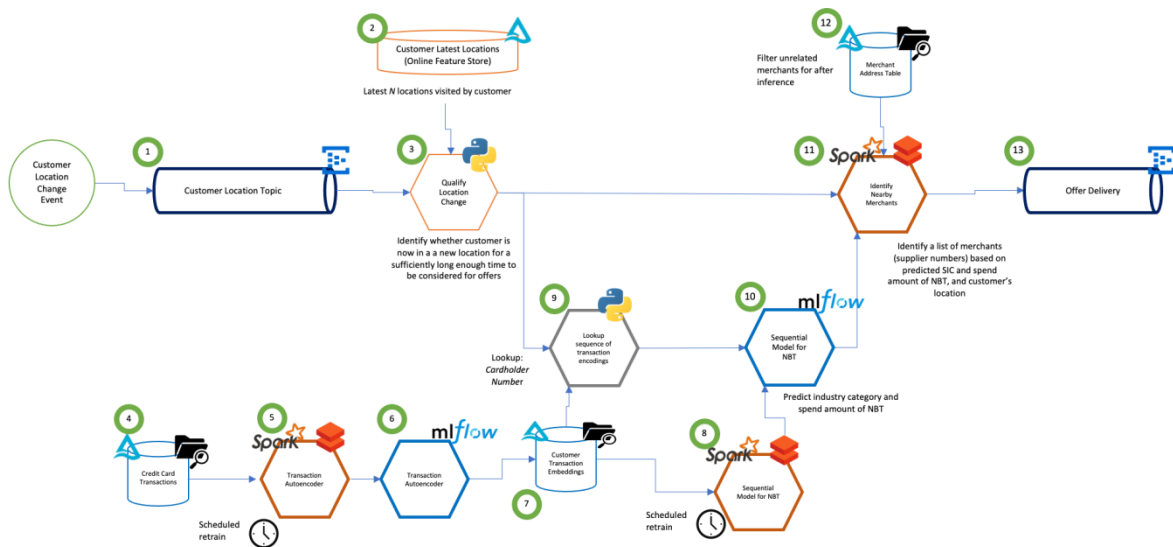 2
Customer Latest Locations
(Online Feature Store)
Latest N locations visited by customer
12
Filter unrelated
merchants for after
inference
Merchant
Address Table
Customer
Location
Change
Event
1
Customer Location Topic
3
Qualify
Location
Change
Identify whether customer is
now in a a new location for a
sufficiently long enough time to
be considered for offers
11
Spark
Identify
Nearby
Merchants
Identify a list of merchants
(supplier numbers) based on
predicted SIC and spend
amount of NBT, and customer's
location
13
Offer Delivery
9
Lookup
sequence of
transaction
encodings
Lookup:
Cardholder
Number
10
mlflow
Sequential
Model for
NBT
Predict industry category and
spend amount of NBT
4
Credit Card
Transactions
5
Spark
Transaction
Autoencoder
Scheduled
retrain
6
mlflow
Transaction
Autoencoder
Customer
Transaction
Embeddings
7
8
Spark
Sequential
Model for NBT
Scheduled
retrain